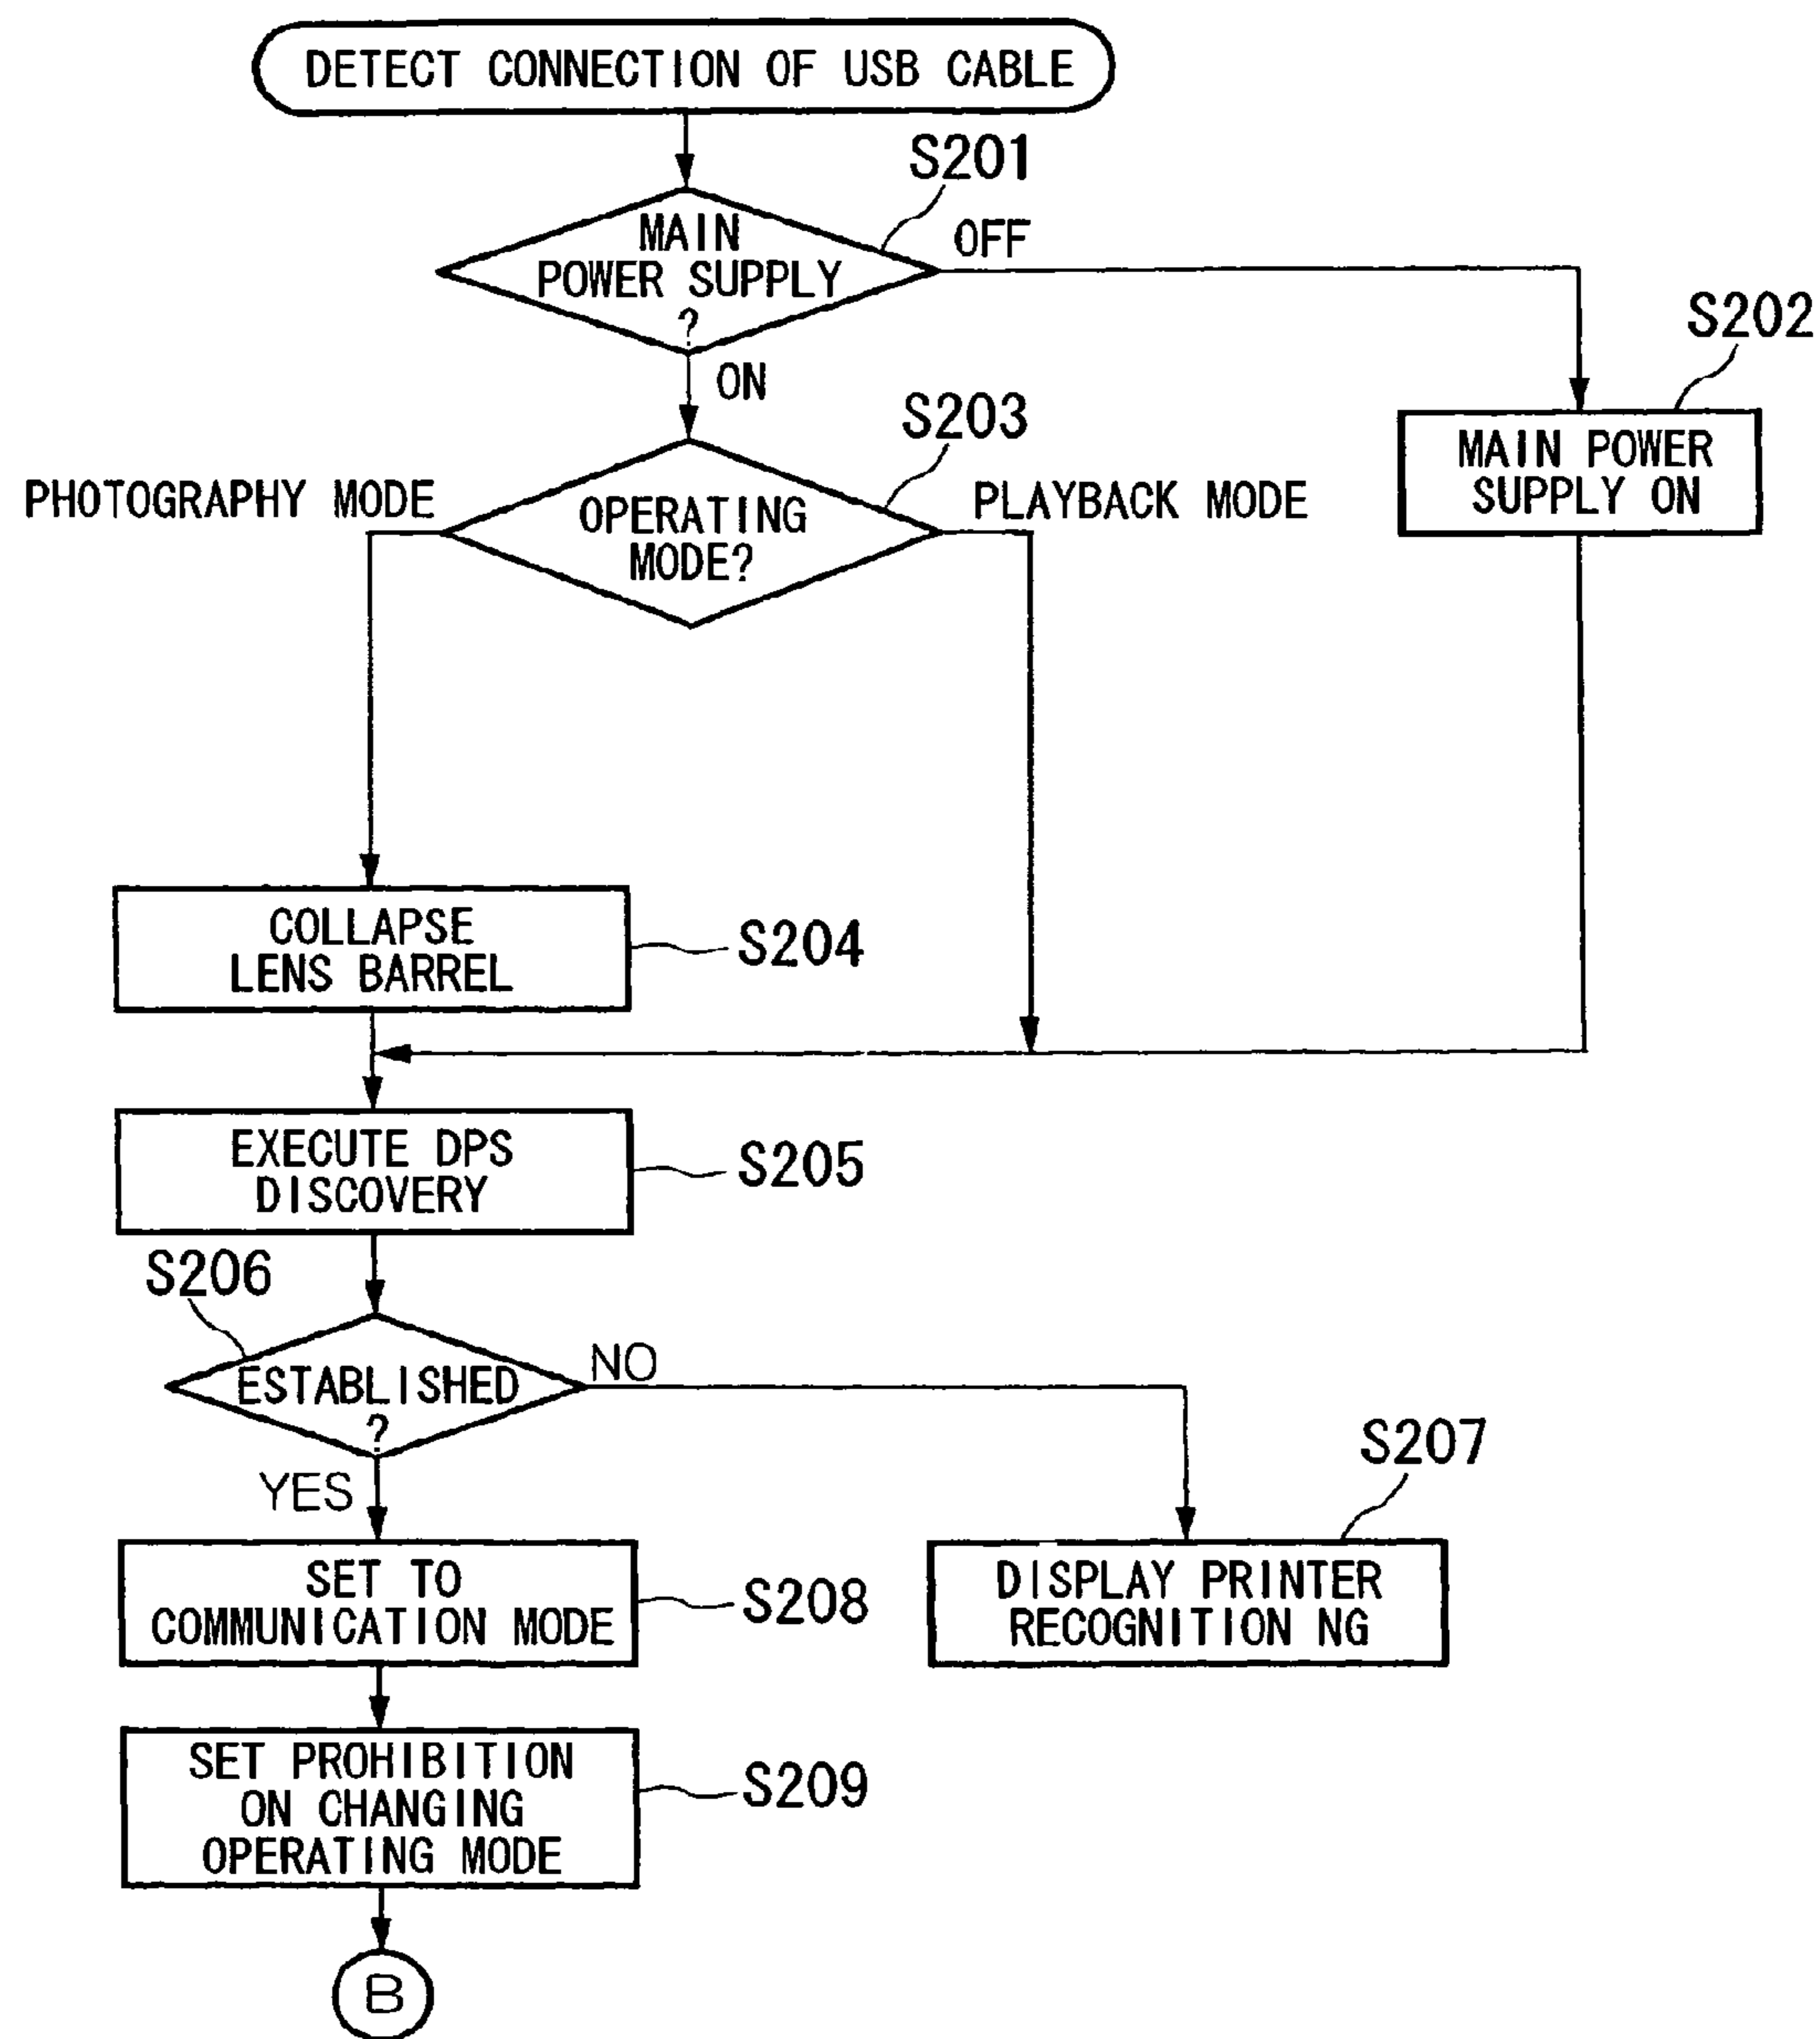 DETECT CONNECTION OF USB CABLE
S201
MAIN
POWER SUPPLY
?
OFF
ON
S202
MAIN POWER
SUPPLY ON
S203
PHOTOGRAPHY MODE
OPERATING
MODE?
PLAYBACK MODE
COLLAPSE
LENS BARREL
S204
EXECUTE DPS
DISCOVERY
S205
S206
ESTABLISHED
?
NO
YES
S207
DISPLAY PRINTER
RECOGNITION NG
SET TO
COMMUNICATION MODE
S208
SET PROHIBITION
ON CHANGING
OPERATING MODE
S209
B